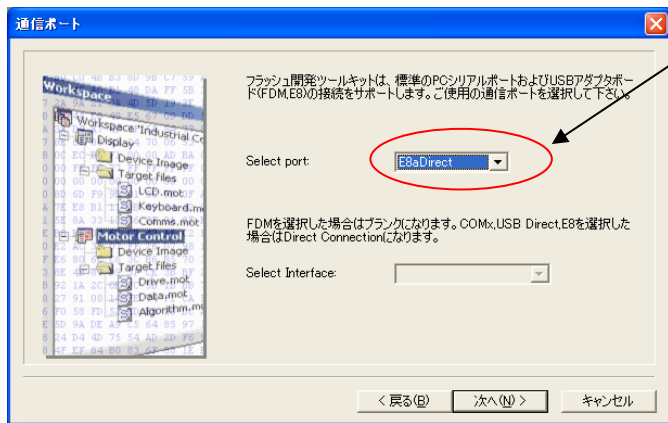 通信ポート
フラッシュ開発ツールキットは、標準のPCシリアルポートおよびUSBアダプタボー
ド(FDM,E8)の接続をサポートします。ご使用の通信ポートを選択して下さい。
Select port:
E8aDirect
FDMを選択した場合はブランクになります。COMx,USB Direct,E8を選択した
場合はDirect Connectionになります。
Select Interface:
Workspace
Workspace:'Industrial Co
Display
Device Image
Target files
LCD.mot
Keyboard.m
Comms.mot
Motor Control
Device Image
Target files
Drive.mot
Data.mot
Algorithm.mo
< 戻る(B)
次へ(N) >
キャンセル